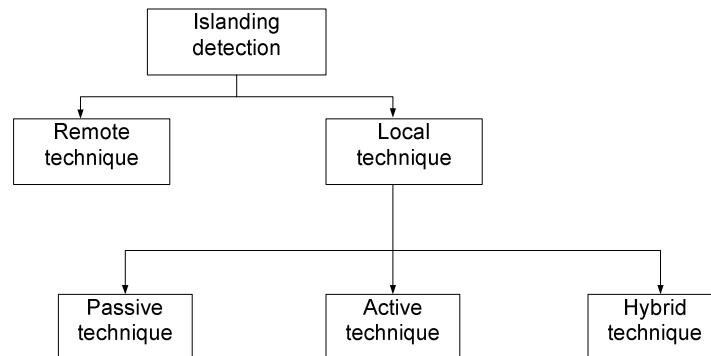 Islanding
detection
Remote
technique
Local
technique
Passive
technique
Active
technique
Hybrid
technique